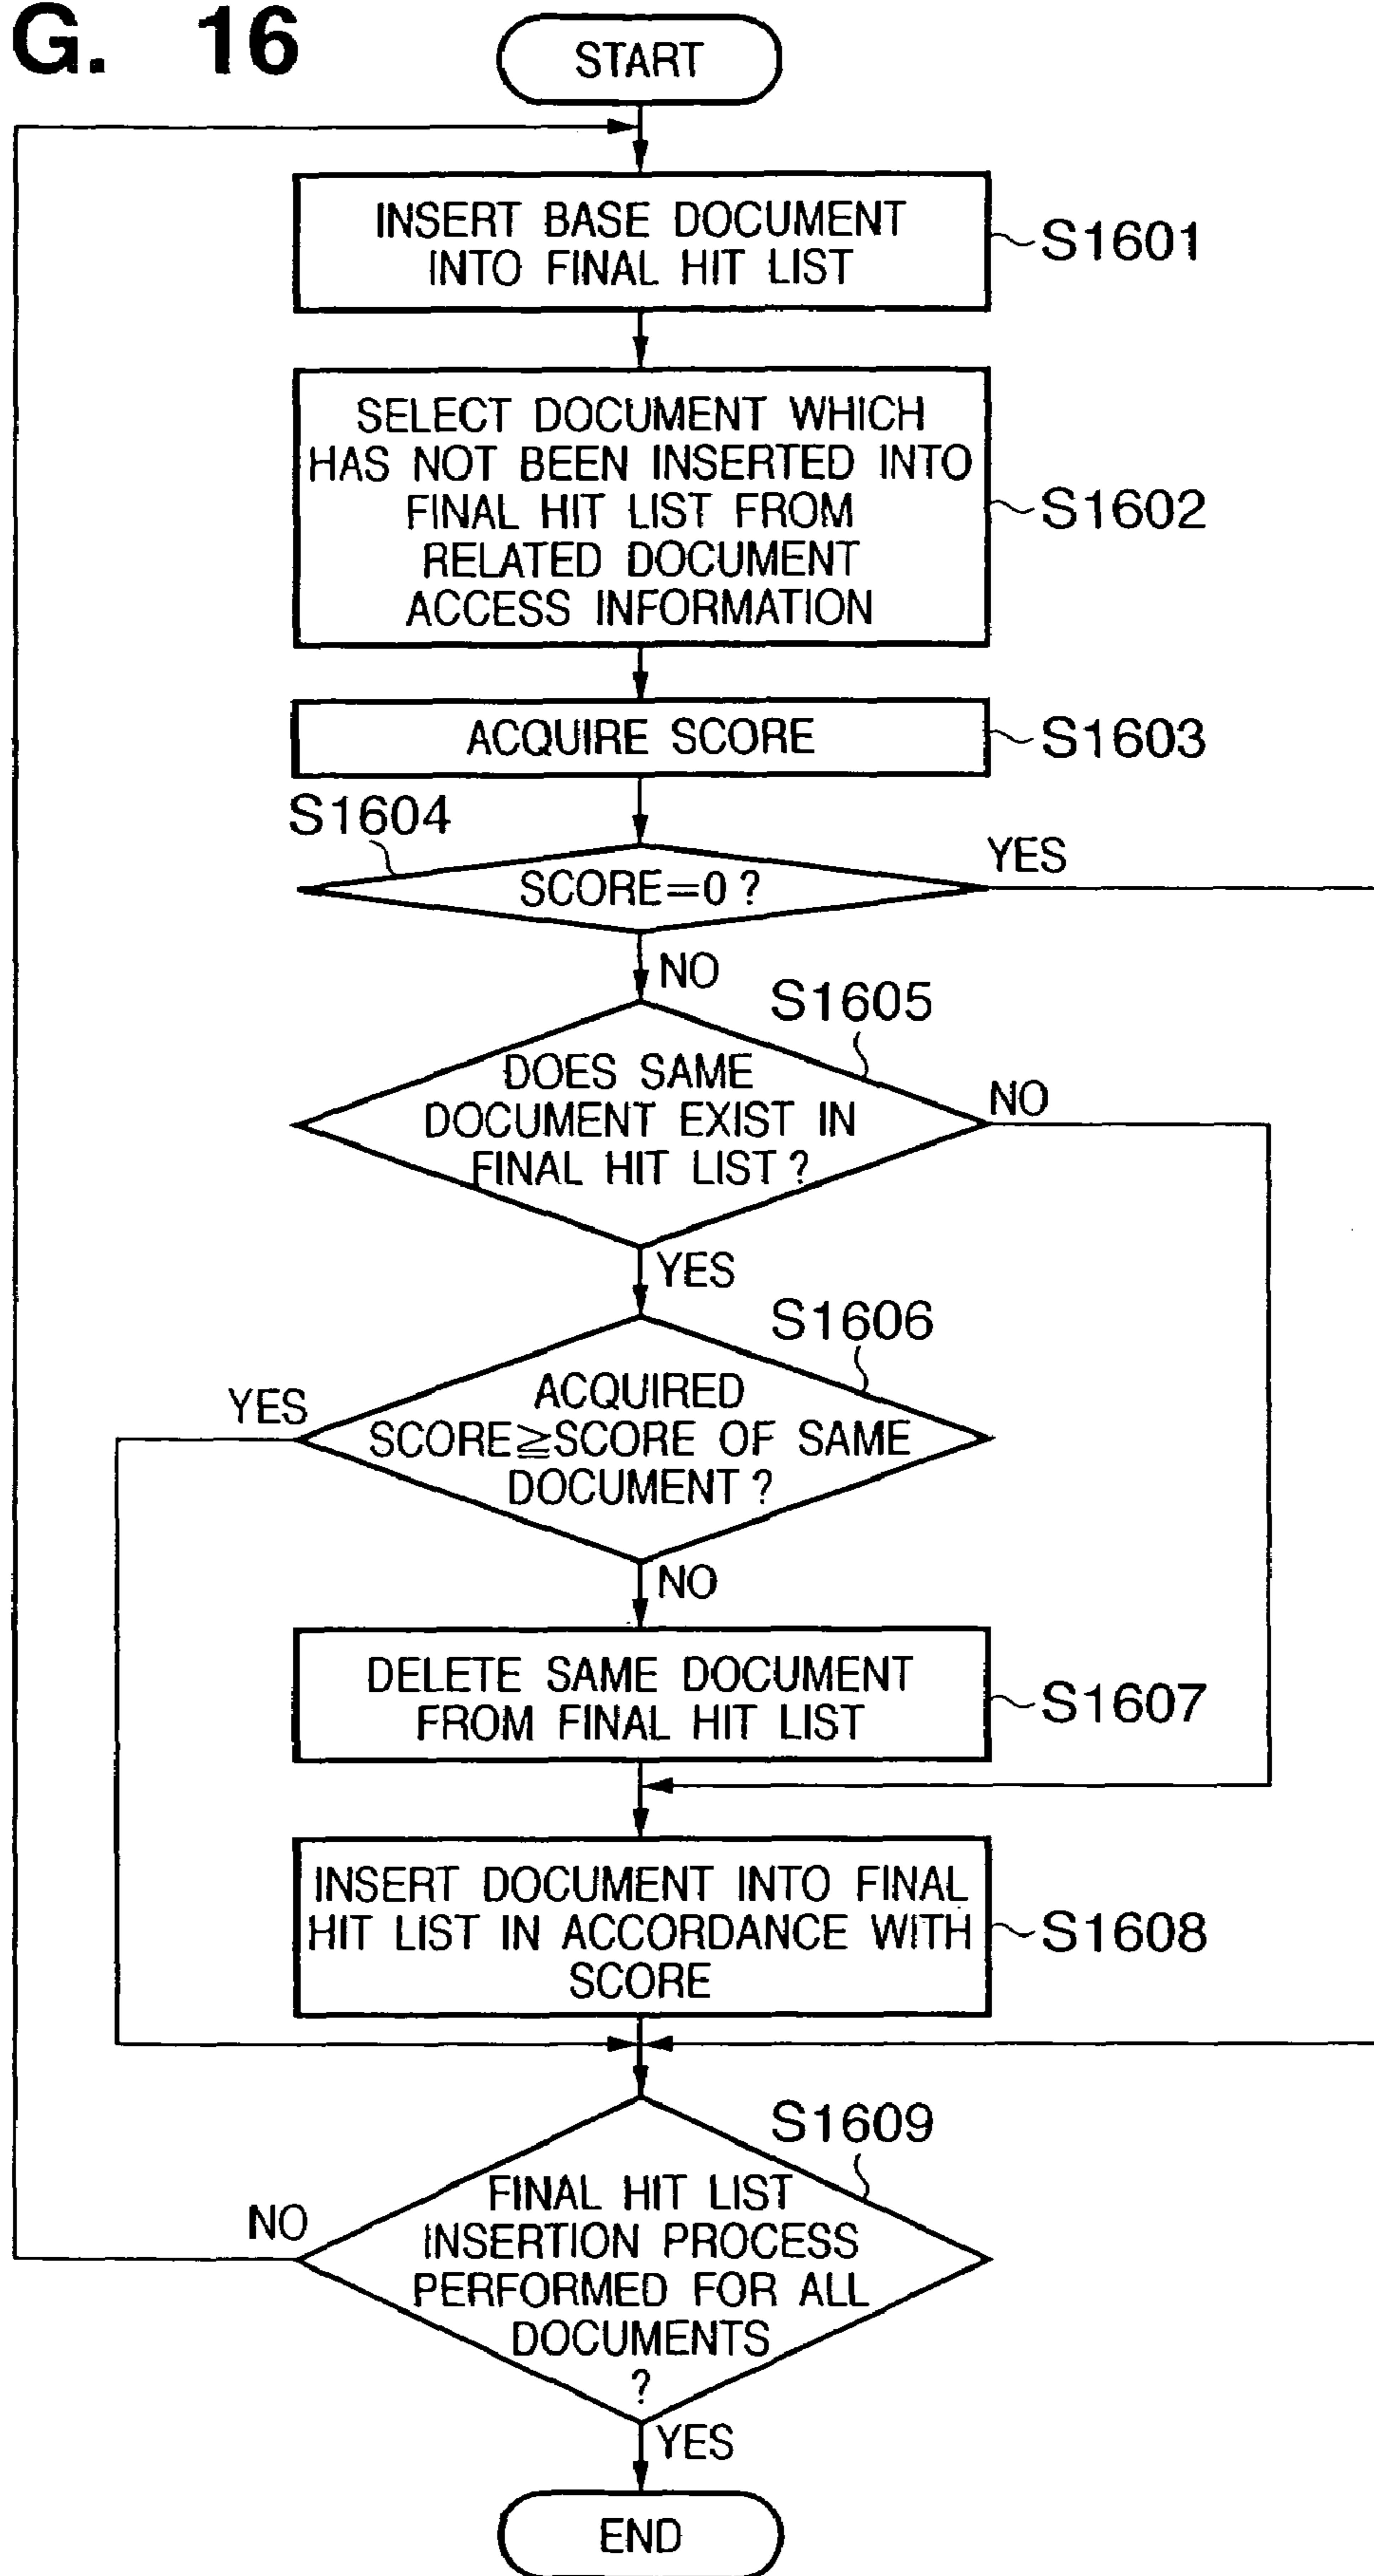 G. 16
START
INSERT BASE DOCUMENT
INTO FINAL HIT LIST
S1601
SELECT DOCUMENT WHICH
HAS NOT BEEN INSERTED INTO
FINAL HIT LIST FROM
RELATED DOCUMENT
ACCESS INFORMATION
S1602
ACQUIRE SCORE
S1603
S1604
SCORE=0 ?
YES
NO
S1605
DOES SAME
DOCUMENT EXIST IN
FINAL HIT LIST ?
NO
YES
S1606
ACQUIRED
SCORE≧SCORE OF SAME
DOCUMENT ?
YES
NO
DELETE SAME DOCUMENT
FROM FINAL HIT LIST
S1607
INSERT DOCUMENT INTO FINAL
HIT LIST IN ACCORDANCE WITH
SCORE
S1608
S1609
FINAL HIT LIST
INSERTION PROCESS
PERFORMED FOR ALL
DOCUMENTS
?
NO
YES
END